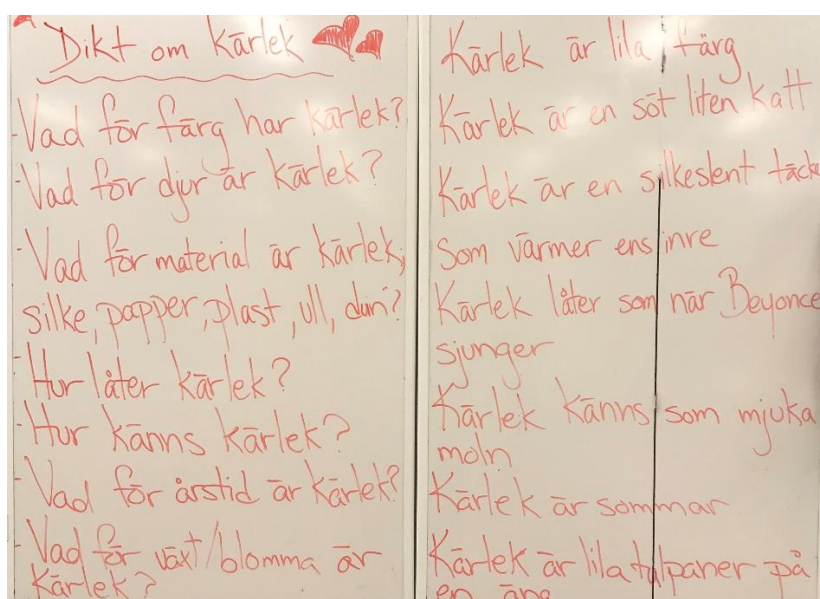 Dikt om kärlek
-Vad för färg har kärlek?
-Vad för djur är kärlek?
-Vad för material är kärlek,
silke, papper, plast, ull, dun?
-Hur låter kärlek?
-Hur känns kärlek?
-Vad för årstid är kärlek?
-Vad för växt/blomma är
kärlek?
Kärlek är lila färg
Kärlek är en söt liten katt
Kärlek är en silkeslent täcke
som värmer ens inre
Kärlek låter som när Beyonce
sjunger
Kärlek känns som mjuka
moln
Kärlek är sommar
Kärlek är lila tulpaner på
en äng